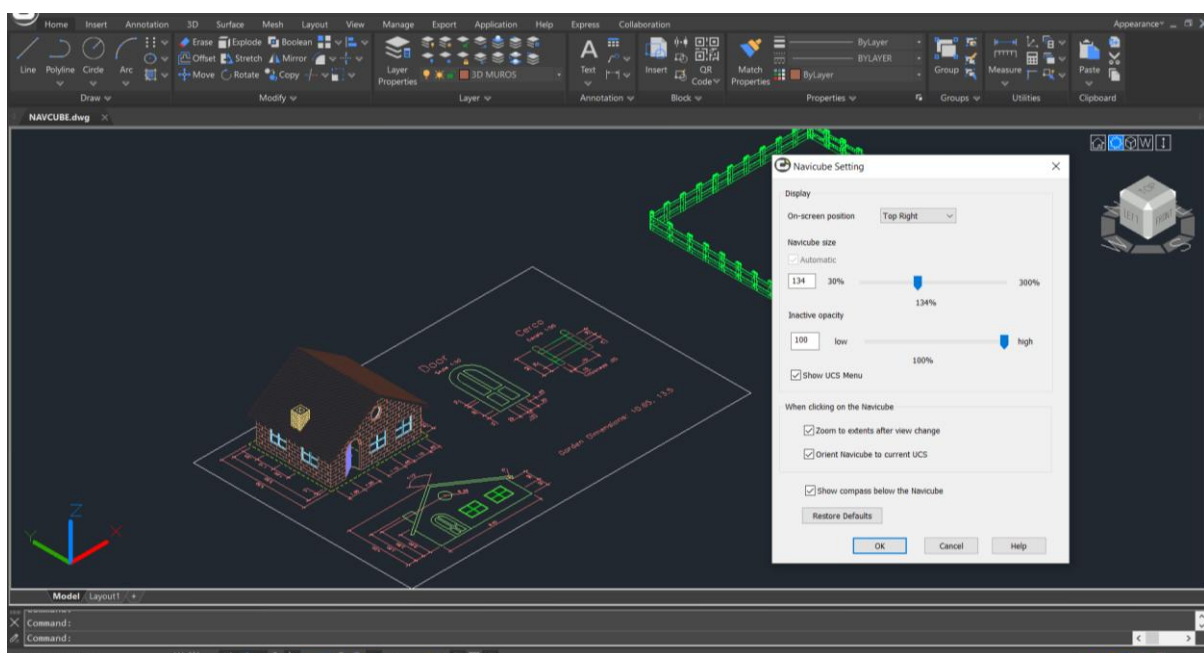 Home Insert Annotation 3D Surface Mesh Layout View Manage Export Application Help Express Collaboration Appearance
Line Polyline Circle Arc
Erase Explode Boolean
Offset Stretch Mirror
Move Rotate Copy
Layer Properties
3D MUROS
Text Insert QR Code
Match Properties
ByLayer
BYLAYER
ByLayer
Group Measure Paste
Draw Modify Layer Annotation Block Properties Groups Utilities Clipboard
NAVCUBE.dwg
W
Navicube Setting
Display
On-screen position Top Right
Navicube size
Automatic
134 30% 300%
134%
Inactive opacity
100 low high
100%
Show UCS Menu
When clicking on the Navicube
Zoom to extents after view change
Orient Navicube to current UCS
Show compass below the Navicube
Restore Defaults
OK Cancel Help
TOP
LEFT FRONT
W S
Cerco
Door
Garden Dimensions: 10.65, 13.0
Z
Y X
Model Layout1 +
Command:
Command: